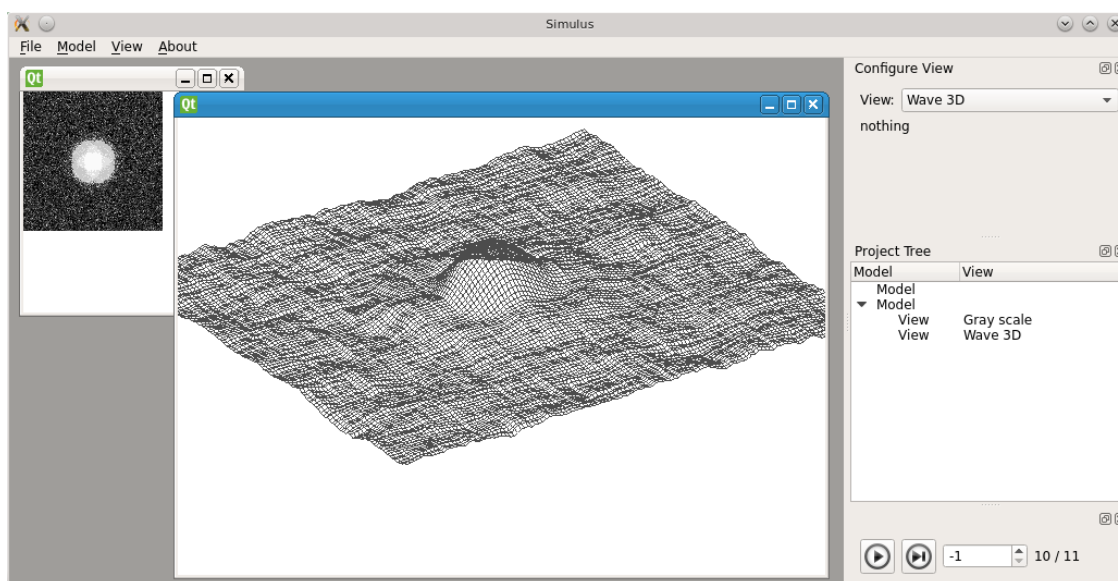 Simulus
File Model View About
Qt
Qt
Configure View
View: Wave 3D
nothing
Project Tree
Model View
Model
Model
View Gray scale
View Wave 3D
-1 10 / 11